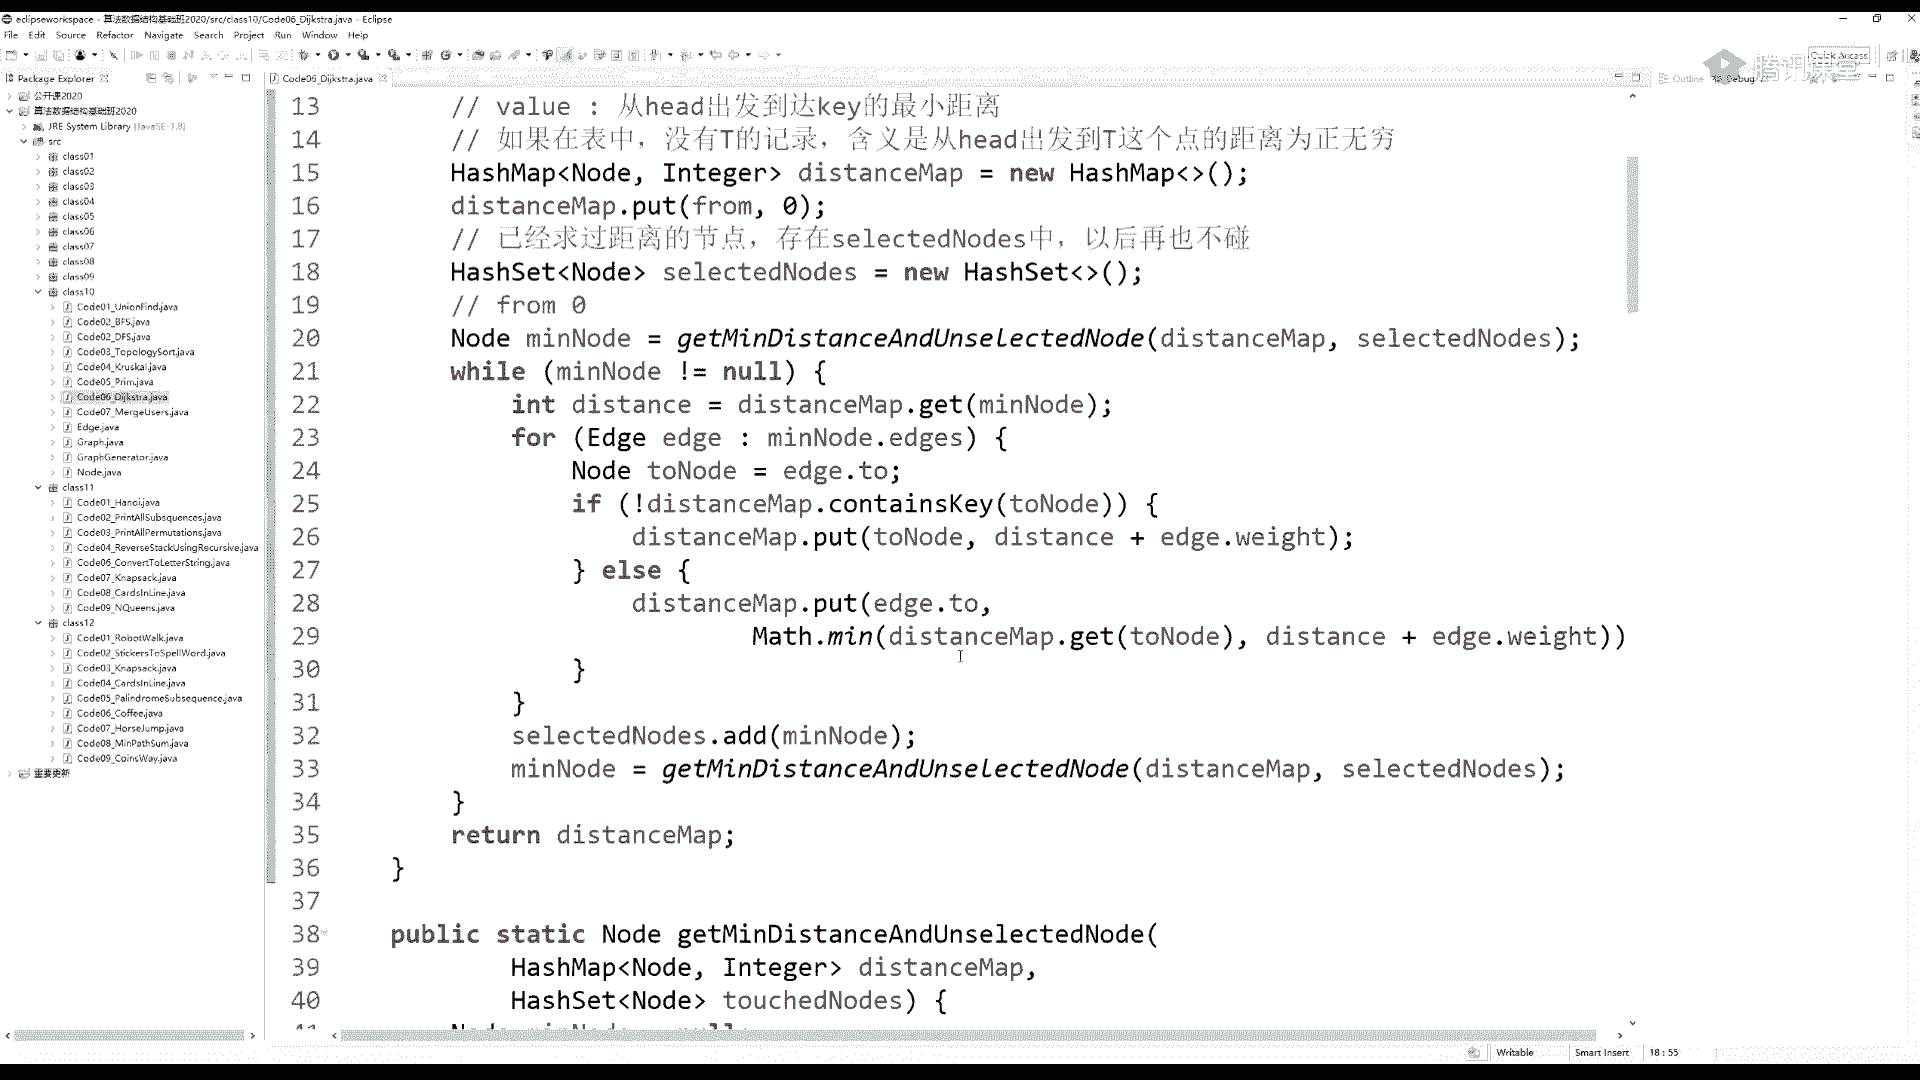 eclipseworkspace - 算法数据结构基础班2020/src/class10/Code06_Dijkstra.java - Eclipse
File Edit Source Refactor Navigate Search Project Run Window Help
Quick Access
腾讯课堂
Package Explorer
Code06_Dijkstra.java
Outline
Debug
公开课2020
算法数据结构基础班2020
JRE System Library [JavaSE-1.8]
src
class01
class02
class03
class04
class05
class06
class07
class08
class09
class10
Code01_UnionFind.java
Code02_BFS.java
Code02_DFS.java
Code03_TopologySort.java
Code04_Kruskal.java
Code05_Prim.java
Code06_Dijkstra.java
Code07_MergeUsers.java
Edge.java
Graph.java
GraphGenerator.java
Node.java
class11
Code01_Hanoi.java
Code02_PrintAllSubsquences.java
Code03_PrintAllPermutations.java
Code04_ReverseStackUsingRecursive.java
Code06_ConvertToLetterString.java
Code07_Knapsack.java
Code08_CardsInLine.java
Code09_NQueens.java
class12
Code01_RobotWalk.java
Code02_StickersToSpellWord.java
Code03_Knapsack.java
Code04_CardsInLine.java
Code05_PalindromeSubsequence.java
Code06_Coffee.java
Code07_HorseJump.java
Code08_MinPathSum.java
Code09_CoinsWay.java
重要更新
13 // value : 从head出发到达key的最小距离
14 // 如果在表中，没有T的记录，含义是从head出发到T这个点的距离为正无穷
15 HashMap<Node, Integer> distanceMap = new HashMap<>();
16 distanceMap.put(from, 0);
17 // 已经求过距离的节点，存在selectedNodes中，以后再也不碰
18 HashSet<Node> selectedNodes = new HashSet<>();
19 // from 0
20 Node minNode = getMinDistanceAndUnselectedNode(distanceMap, selectedNodes);
21 while (minNode != null) {
22 int distance = distanceMap.get(minNode);
23 for (Edge edge : minNode.edges) {
24 Node toNode = edge.to;
25 if (!distanceMap.containsKey(toNode)) {
26 distanceMap.put(toNode, distance + edge.weight);
27 } else {
28 distanceMap.put(edge.to,
29 Math.min(distanceMap.get(toNode), distance + edge.weight))
30 }
31 }
32 selectedNodes.add(minNode);
33 minNode = getMinDistanceAndUnselectedNode(distanceMap, selectedNodes);
34 }
35 return distanceMap;
36 }
37
38 public static Node getMinDistanceAndUnselectedNode(
39 HashMap<Node, Integer> distanceMap,
40 HashSet<Node> touchedNodes) {
Writable Smart Insert 18 : 55